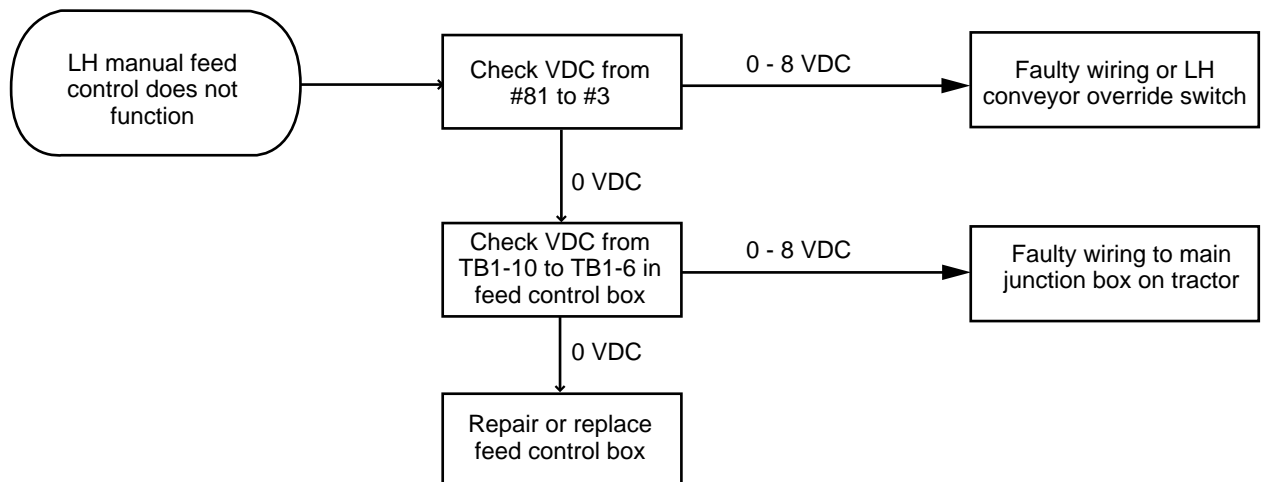 LH manual feed
control does not
function
Check VDC from
#81 to #3
0 - 8 VDC
Faulty wiring or LH
conveyor override switch
0 VDC
Check VDC from
TB1-10 to TB1-6 in
feed control box
0 - 8 VDC
Faulty wiring to main
junction box on tractor
0 VDC
Repair or replace
feed control box